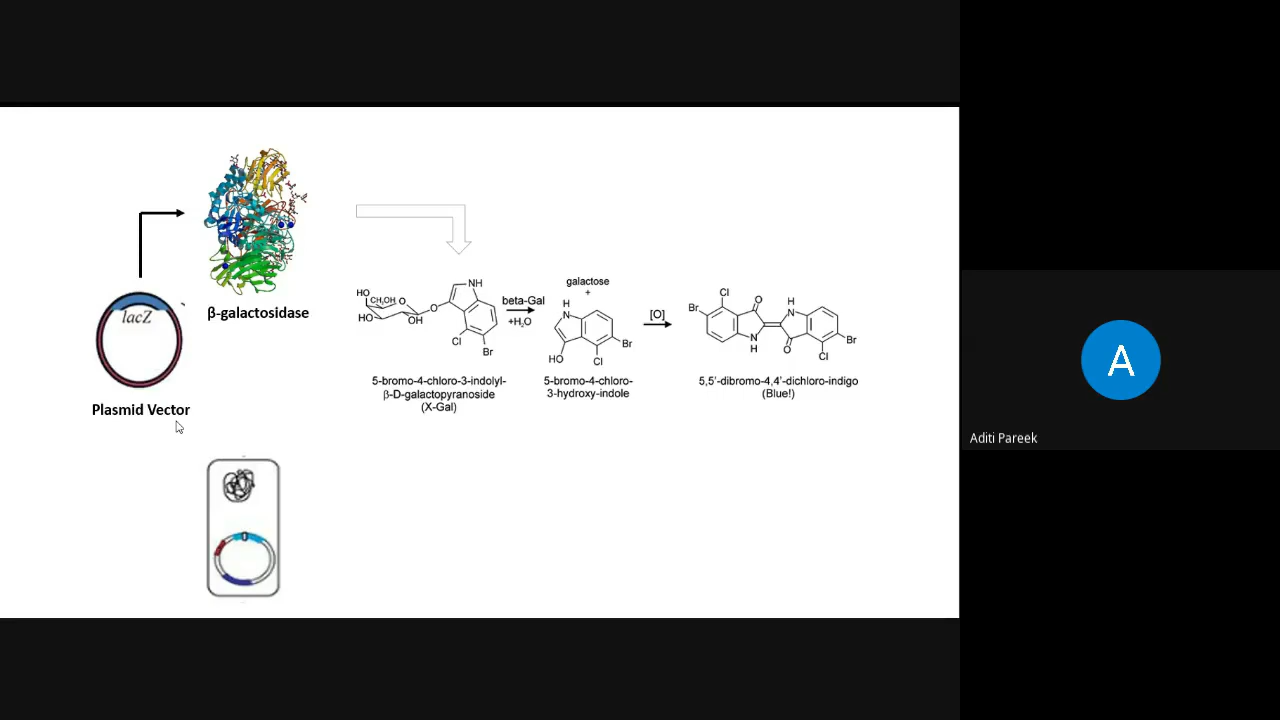 lacZ
Plasmid Vector
β-galactosidase
HO
CH₂OH
O
HO
OH
O
NH
Cl
Br
beta-Gal
+H₂O
5-bromo-4-chloro-3-indolyl-
β-D-galactopyranoside
(X-Gal)
galactose
+
H
N
HO
Cl
Br
5-bromo-4-chloro-
3-hydroxy-indole
[O]
Cl
Br
O
N
H
H
N
O
Br
Cl
5,5'-dibromo-4,4'-dichloro-indigo
(Blue!)
A
Aditi Pareek